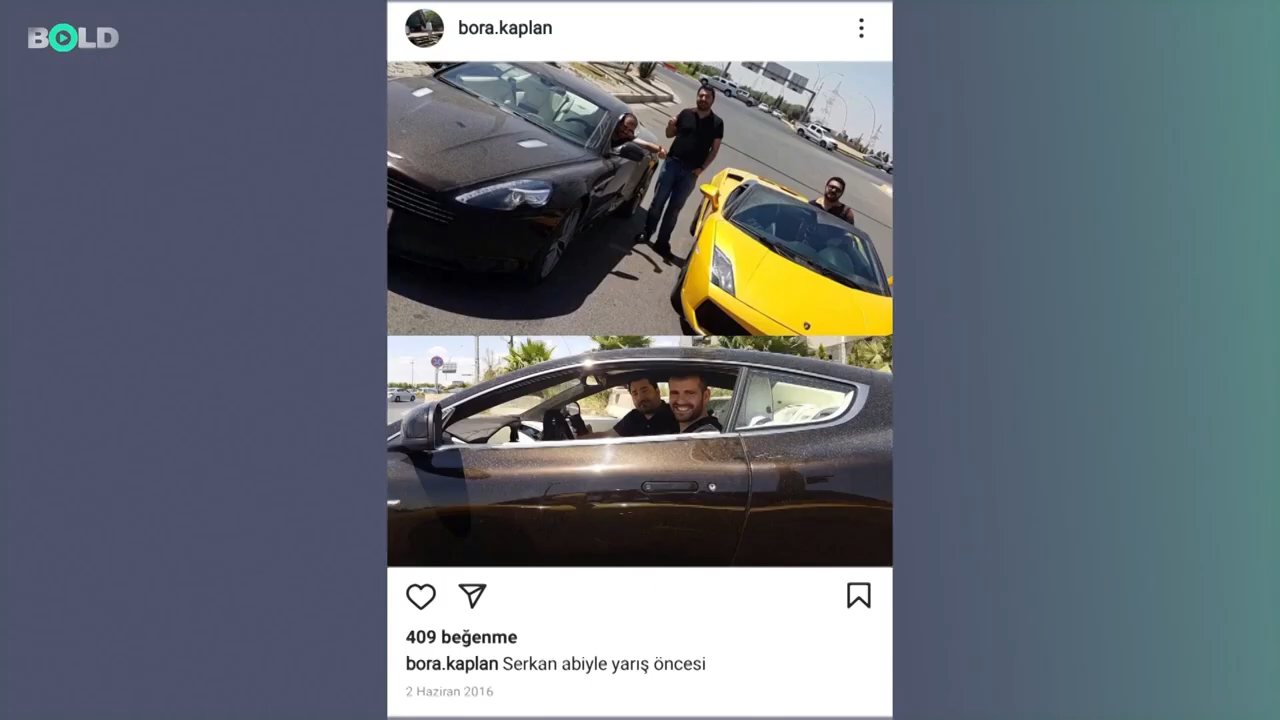 BOLD
bora.kaplan
409 beğenme
bora.kaplan Serkan abiyle yarış öncesi
2 Haziran 2016